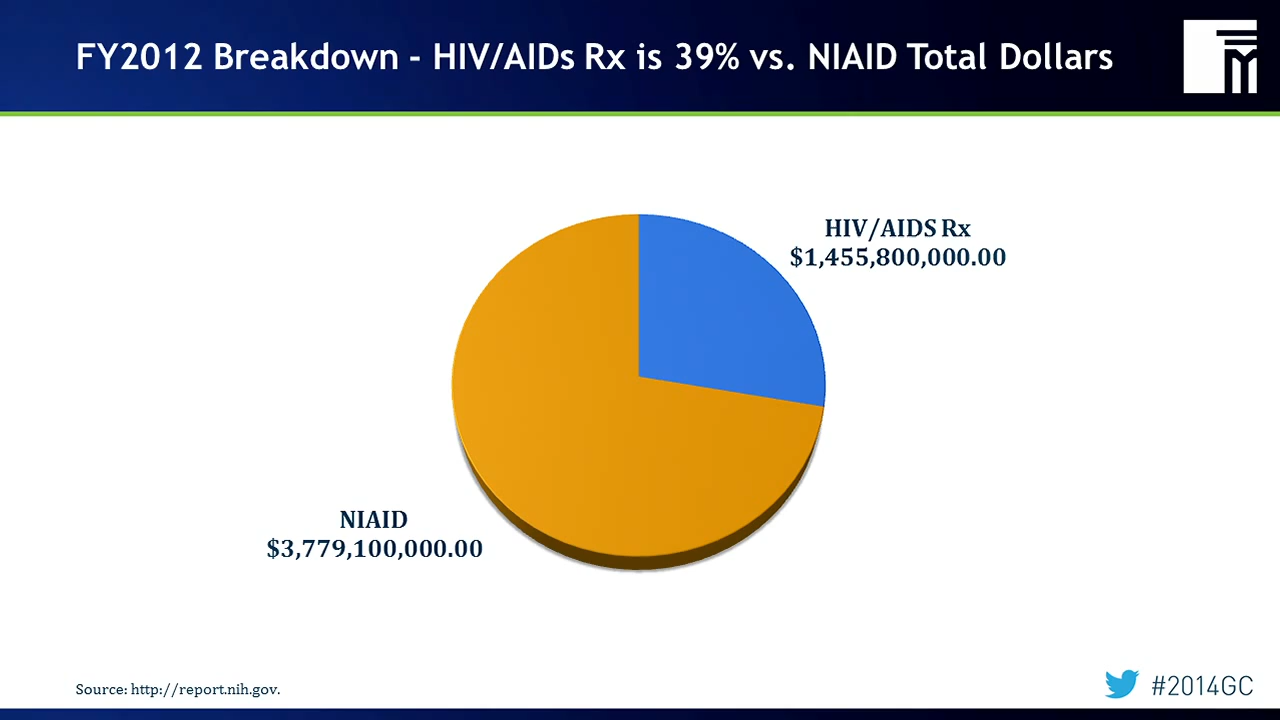 FY2012 Breakdown - HIV/AIDs Rx is 39% vs. NIAID Total Dollars
HIV/AIDS Rx
$1,455,800,000.00
NIAID
$3,779,100,000.00
Source: http://report.nih.gov.
#2014GC